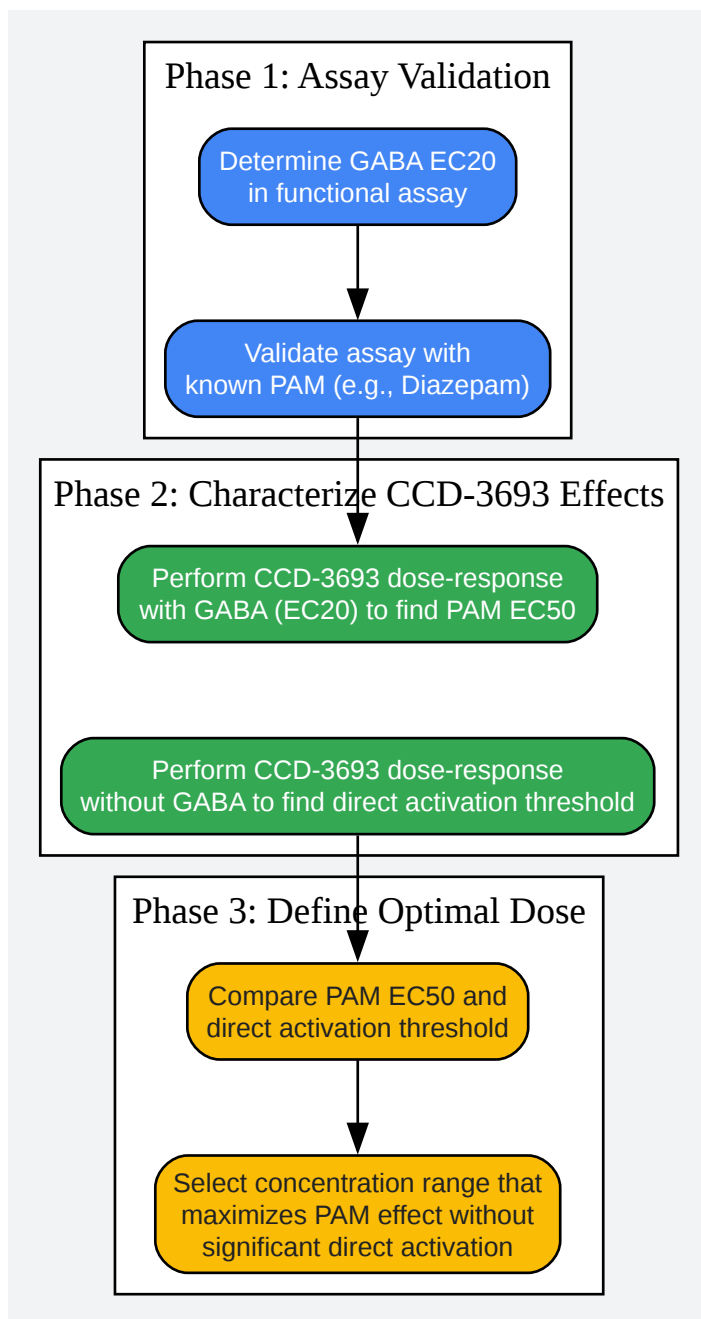 Phase 1: Assay Validation
Determine GABA EC20
in functional assay
Validate assay with
known PAM (e.g., Diazepam)
Phase 2: Characterize CCD-3693 Effects
Perform CCD-3693 dose-response
with GABA (EC20) to find PAM EC50
Perform CCD-3693 dose-response
without GABA to find direct activation threshold
Phase 3: Define Optimal Dose
Compare PAM EC50 and
direct activation threshold
Select concentration range that
maximizes PAM effect without
significant direct activation